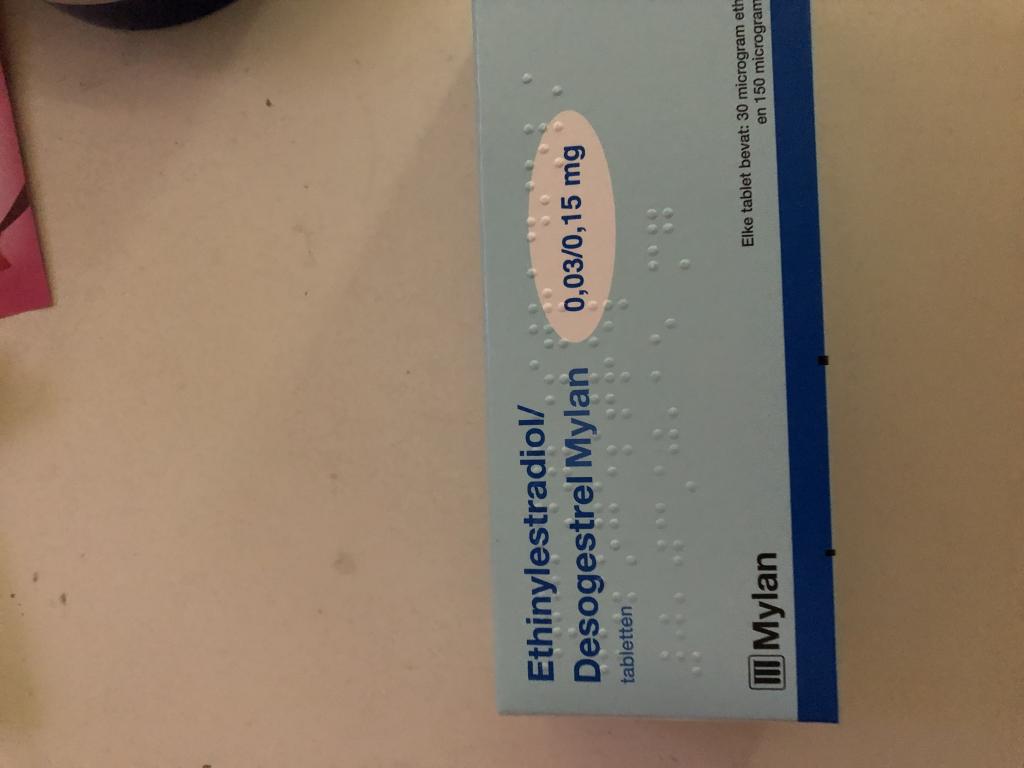 Ethinylestradiol/
Desogestrel Mylan 0,03/0,15 mg
tabletten
Elke tablet bevat: 30 microgram
en 150 microgram
Mylan